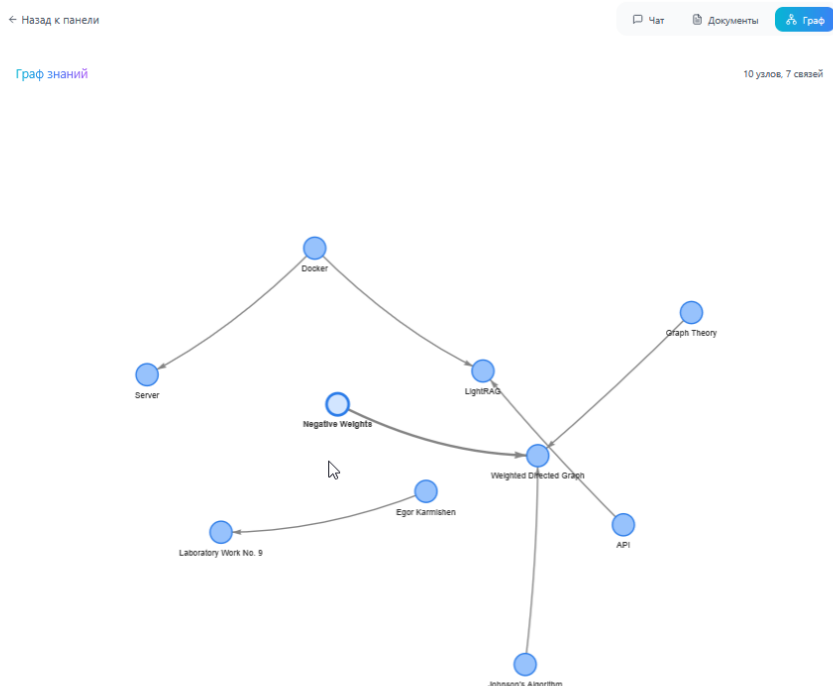 Назад к панели
Чат
Документы
Граф
Граф знаний
10 узлов, 7 связей
Docker
Graph Theory
Server
LightRAG
Negative Weights
Weighted Directed Graph
Egor Karmishen
API
Laboratory Work No. 9
Johnson's Algorithm